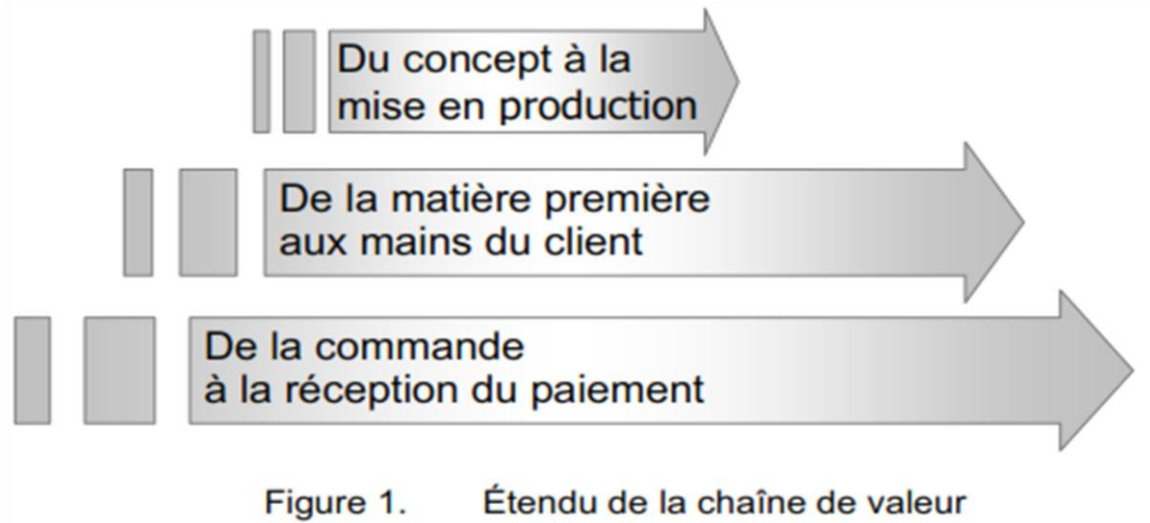 Du concept à la
mise en production
De la matière première
aux mains du client
De la commande
à la réception du paiement
Figure 1. Étendu de la chaîne de valeur